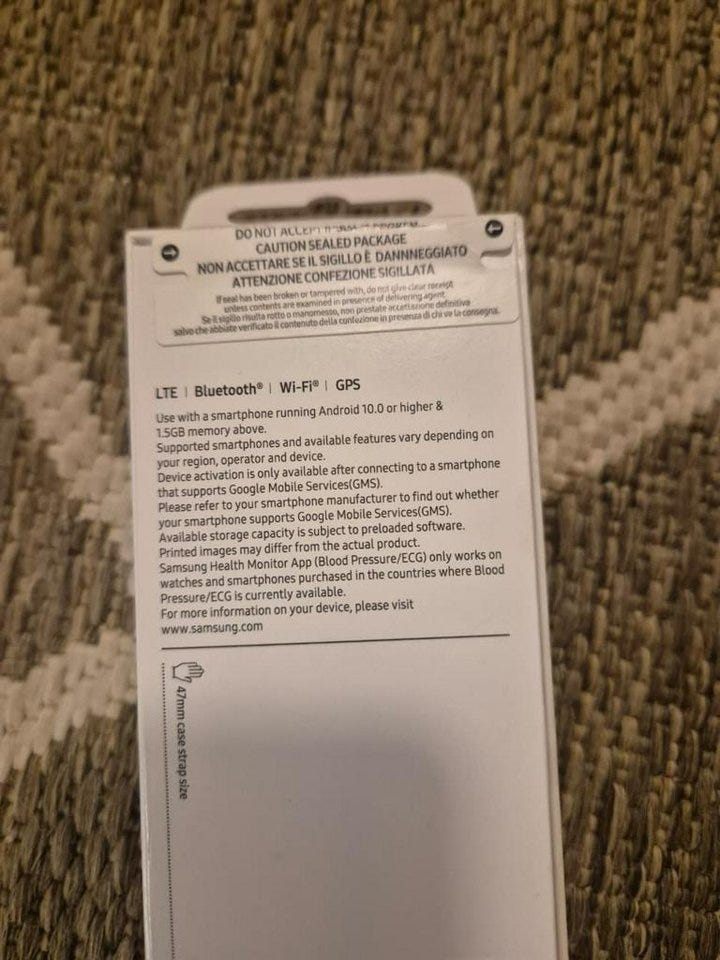 DO NOT ACCEPT
CAUTION SEALED PACKAGE
NON ACCETTARE SE IL SIGILLO È DANNNEGGIATO
ATTENZIONE CONFEZIONE SIGILLATA
If seal has been broken or tampered with, do not give clear receipt
unless contents are examined in presence of delivering agent.
Se il sigillo risulta rotto o manomesso, non prestate accettazione definitiva
salvo che abbiate verificato il contenuto della confezione in presenza di chi ve la consegna.
LTE | Bluetooth® | Wi-Fi® | GPS
Use with a smartphone running Android 10.0 or higher &
1.5GB memory above.
Supported smartphones and available features vary depending on
your region, operator and device.
Device activation is only available after connecting to a smartphone
that supports Google Mobile Services(GMS).
Please refer to your smartphone manufacturer to find out whether
your smartphone supports Google Mobile Services(GMS).
Available storage capacity is subject to preloaded software.
Printed images may differ from the actual product.
Samsung Health Monitor App (Blood Pressure/ECG) only works on
watches and smartphones purchased in the countries where Blood
Pressure/ECG is currently available.
For more information on your device, please visit
www.samsung.com
47mm case strap size